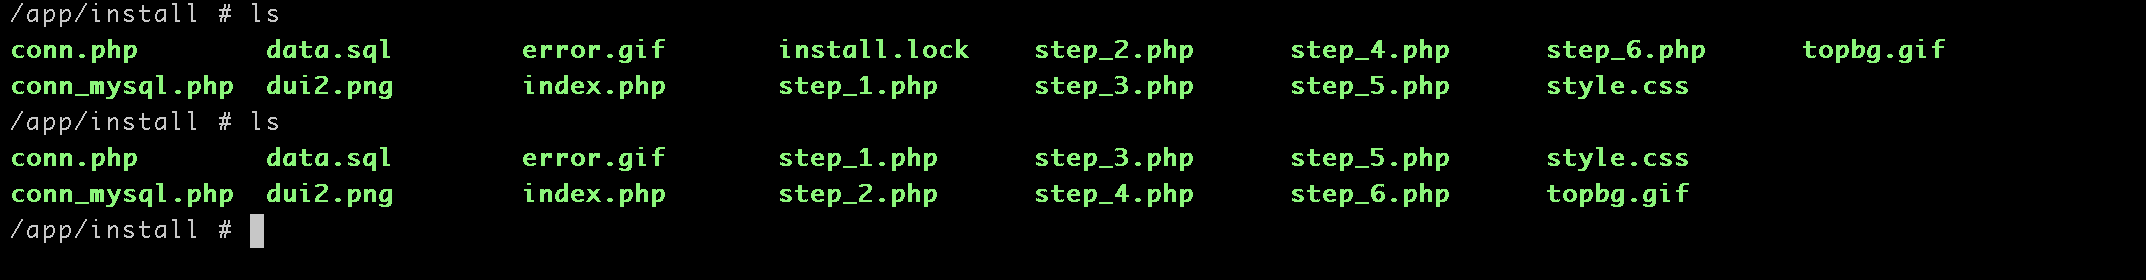 /app/install # ls
conn.php        data.sql        error.gif       install.lock    step_2.php      step_4.php      step_6.php      topbg.gif
conn_mysql.php  dui2.png        index.php       step_1.php      step_3.php      step_5.php      style.css
/app/install # ls
conn.php        data.sql        error.gif       step_1.php      step_3.php      step_5.php      style.css
conn_mysql.php  dui2.png        index.php       step_2.php      step_4.php      step_6.php      topbg.gif
/app/install #